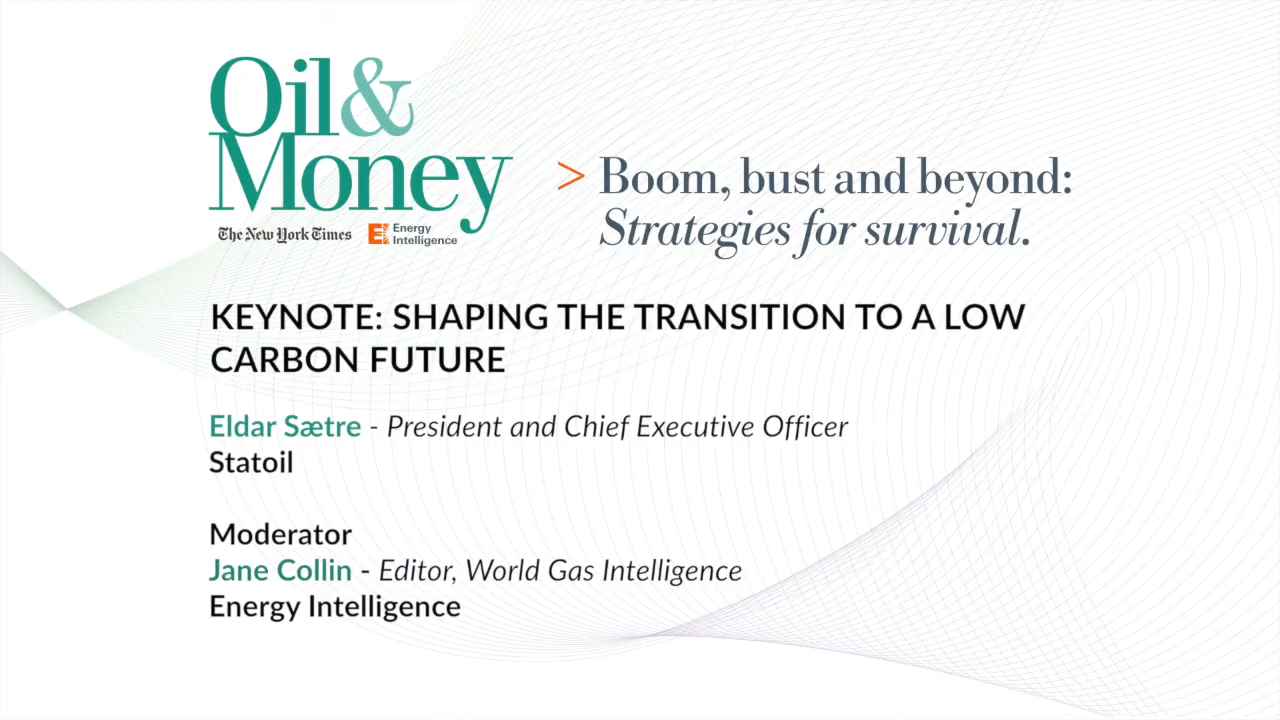 Oil&
Money
The New York Times
Energy
Intelligence
> Boom, bust and beyond:
Strategies for survival.
KEYNOTE: SHAPING THE TRANSITION TO A LOW
CARBON FUTURE
Eldar Sætre - President and Chief Executive Officer
Statoil
Moderator
Jane Collin - Editor, World Gas Intelligence
Energy Intelligence